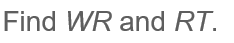 Find WR and RT.